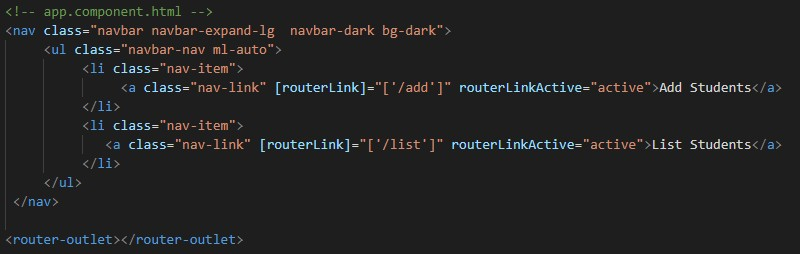 <!-- app.component.html -->
<nav class="navbar navbar-expand-lg  navbar-dark bg-dark">
     <ul class="navbar-nav ml-auto">
          <li class="nav-item">
               <a class="nav-link" [routerLink]="['/add']" routerLinkActive="active">Add Students</a>
          </li>
          <li class="nav-item">
             <a class="nav-link" [routerLink]="['/list']" routerLinkActive="active">List Students</a>
          </li>
     </ul>
 </nav>

<router-outlet></router-outlet>